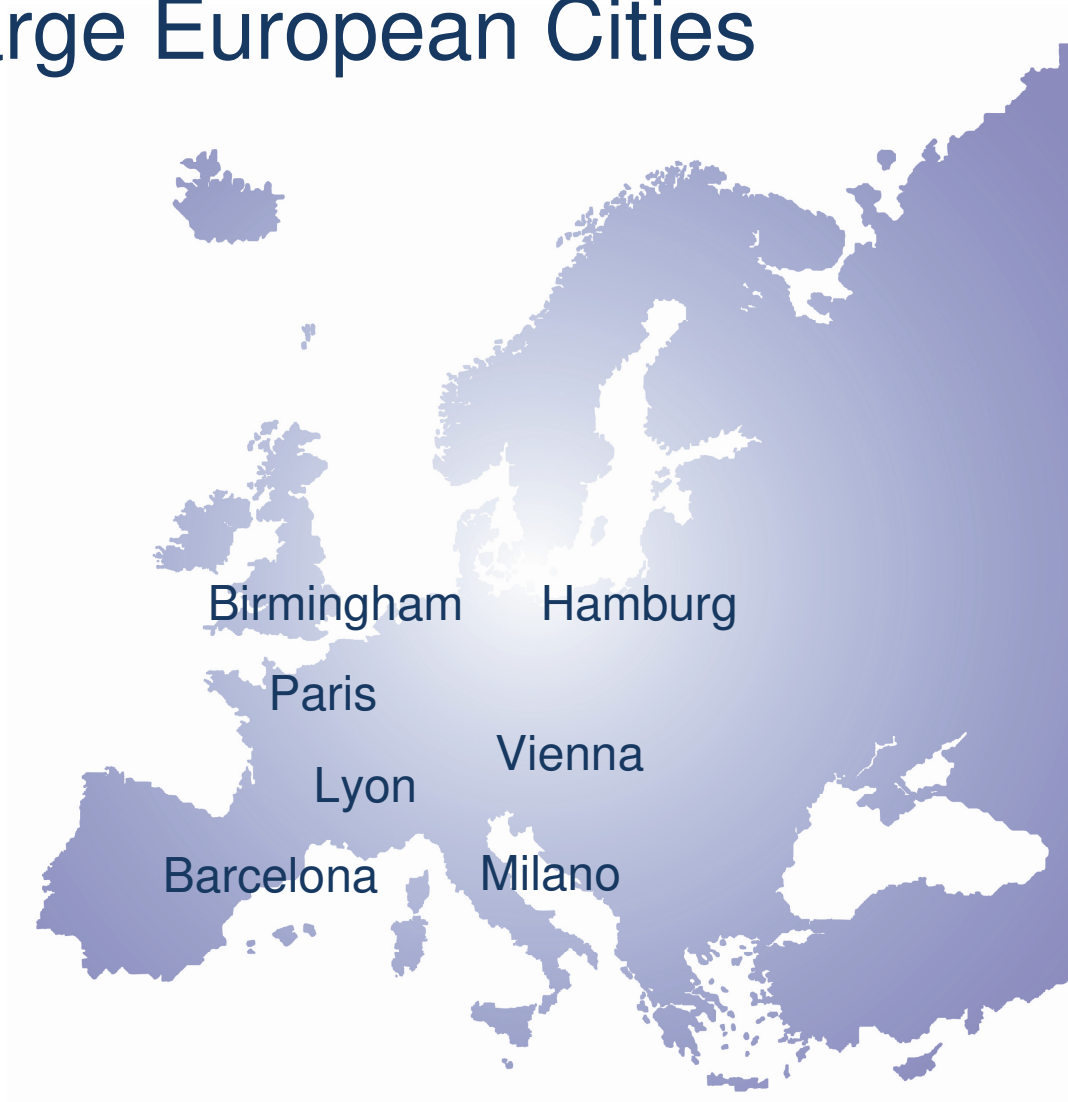 rge European Cities
Birmingham Hamburg
Paris
Vienna
Lyon
Barcelona Milano